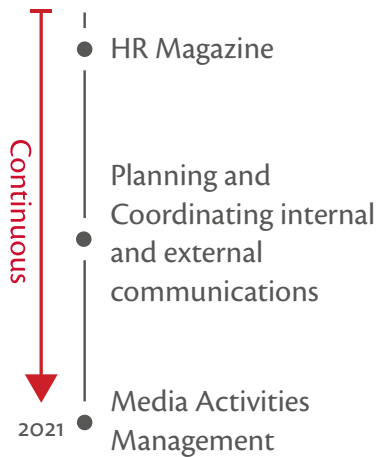 HR Magazine
Continuous
Planning and
Coordinating internal
and external
communications
2021
Media Activities
Management